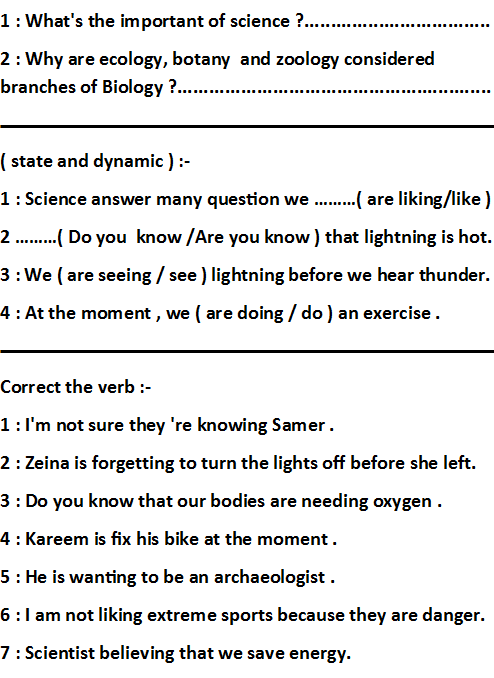 1 : What's the important of science ?...................................
2 : Why are ecology, botany  and zoology considered
branches of Biology ?...........................................................
( state and dynamic ) :-
1 : Science answer many question we .........( are liking/like )
2 .........( Do you  know /Are you know ) that lightning is hot.
3 : We ( are seeing / see ) lightning before we hear thunder.
4 : At the moment , we ( are doing / do ) an exercise .
Correct the verb :-
1 : I'm not sure they 're knowing Samer .
2 : Zeina is forgetting to turn the lights off before she left.
3 : Do you know that our bodies are needing oxygen .
4 : Kareem is fix his bike at the moment .
5 : He is wanting to be an archaeologist .
6 : I am not liking extreme sports because they are danger.
7 : Scientist believing that we save energy.